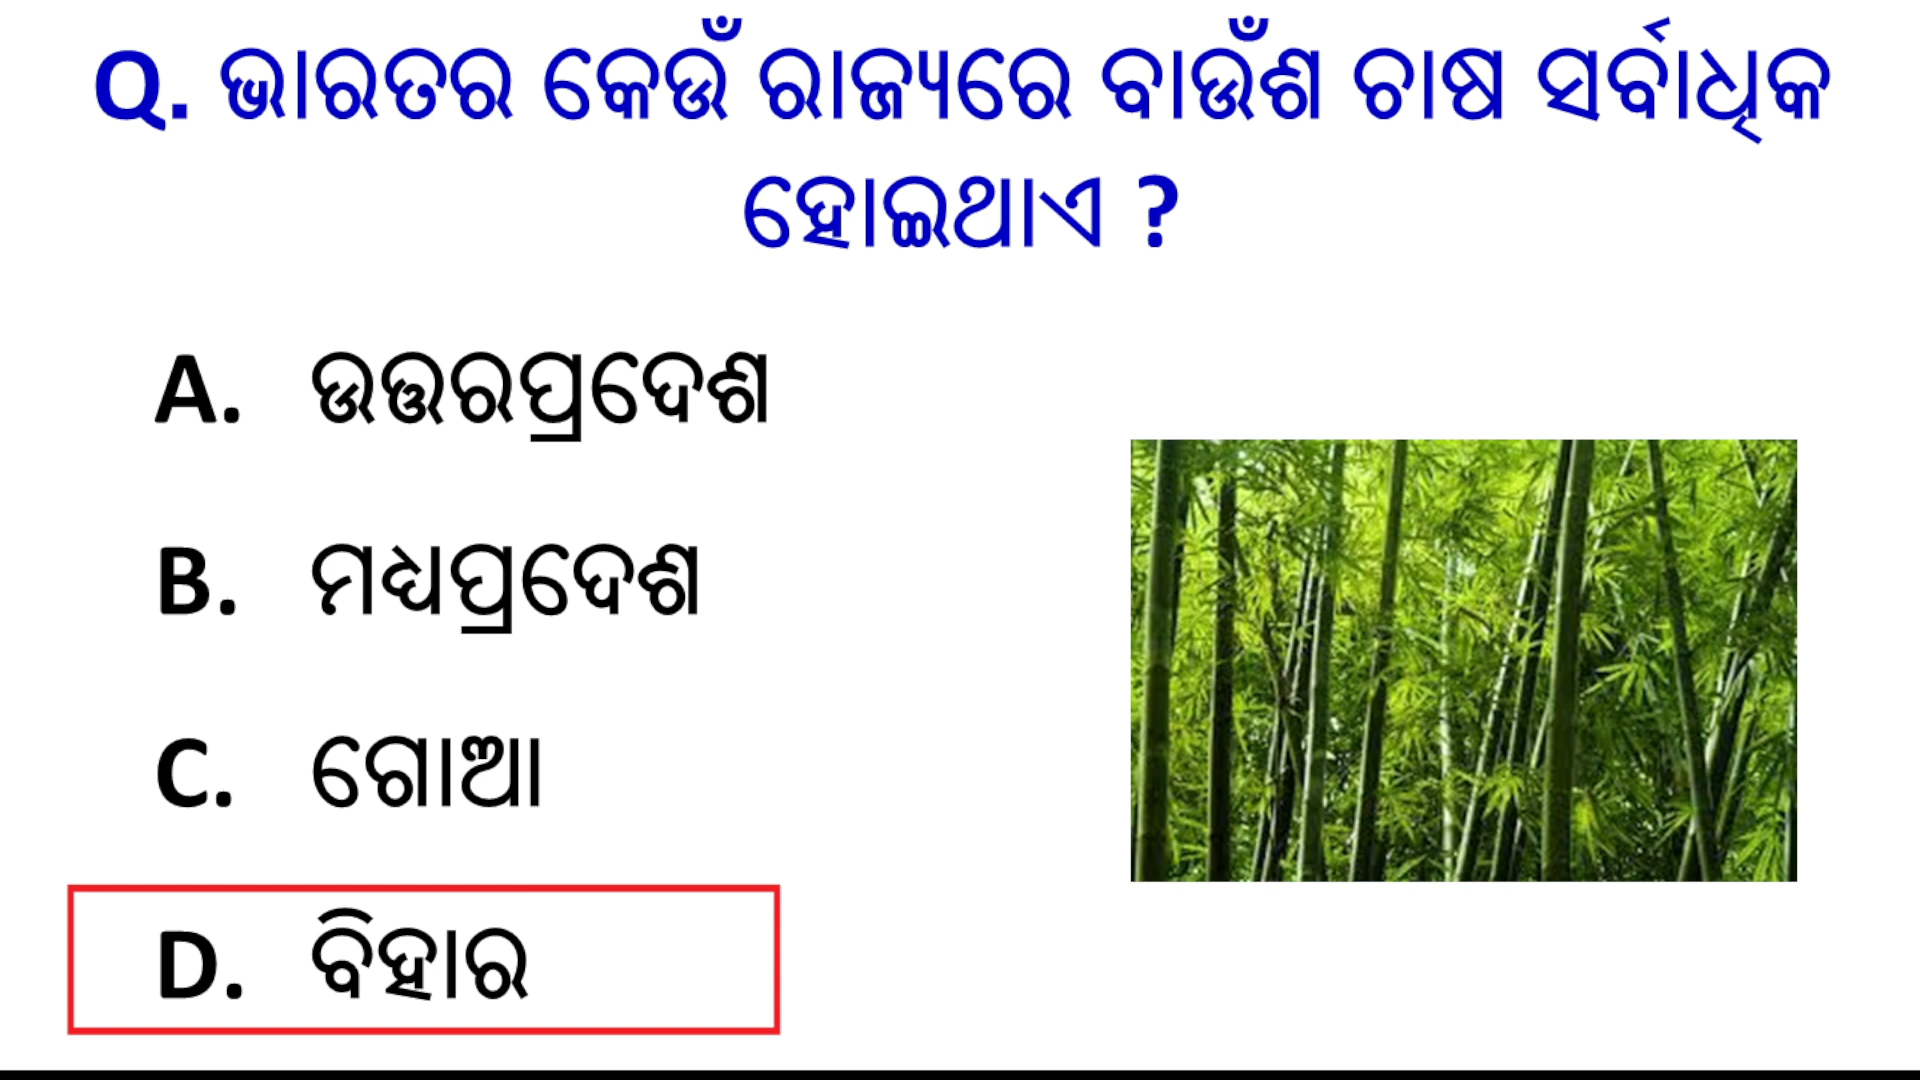 Q. ଭାରତର କେଉଁ ରାଜ୍ୟରେ ବାଉଁଶ ଚାଷ ସର୍ବାଧିକ
ହୋଇଥାଏ ?
A. ଉତ୍ତରପ୍ରଦେଶ
B. ମଧ୍ୟପ୍ରଦେଶ
C. ଗୋଆ
D. ବିହାର